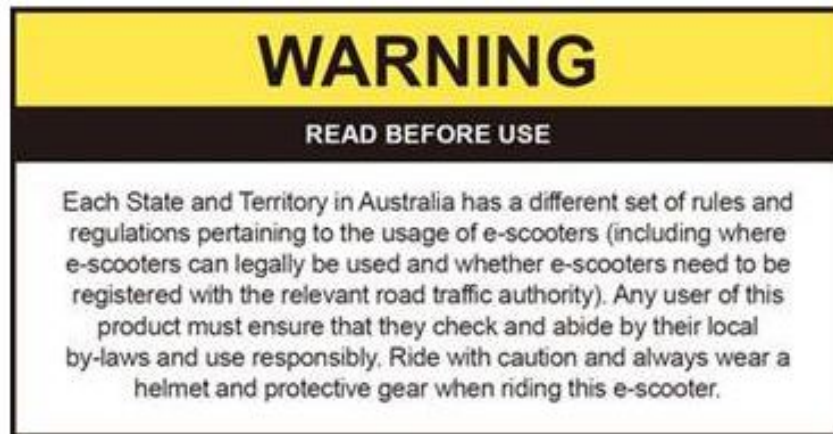 WARNING
READ BEFORE USE
Each State and Territory in Australia has a different set of rules and
regulations pertaining to the usage of e-scooters (including where
e-scooters can legally be used and whether e-scooters need to be
registered with the relevant road traffic authority). Any user of this
product must ensure that they check and abide by their local
by-laws and use responsibly. Ride with caution and always wear a
helmet and protective gear when riding this e-scooter.